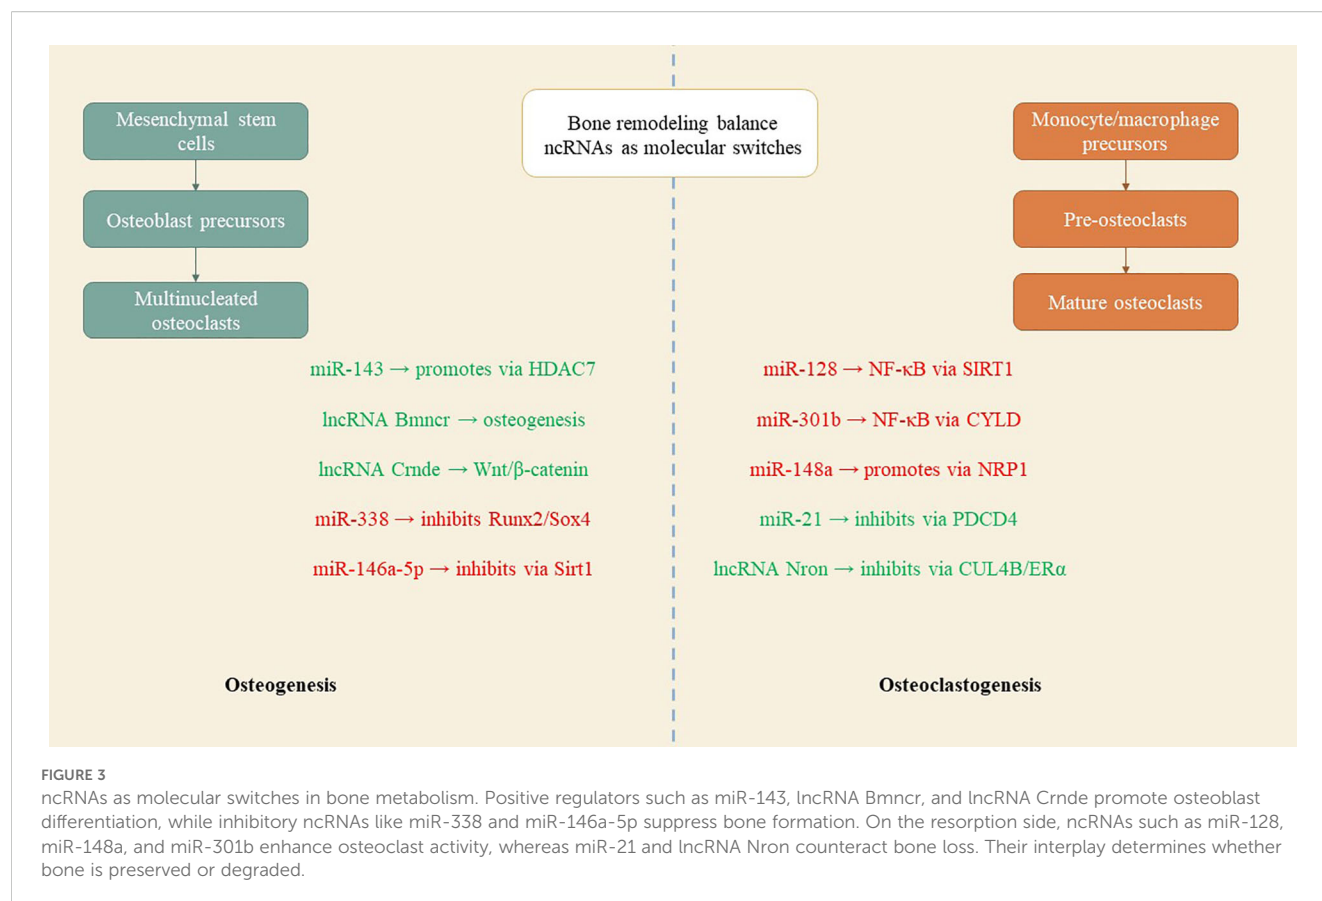 Mesenchymal stem
cells
Osteoblast precursors
Multinucleated
osteoclasts
Bone remodeling balance
ncRNAs as molecular switches
Monocyte/macrophage
precursors
Pre-osteoclasts
Mature osteoclasts
miR-143 → promotes via HDAC7
lncRNA Bmncr → osteogenesis
lncRNA Crnde → Wnt/β-catenin
miR-338 → inhibits Runx2/Sox4
miR-146a-5p → inhibits via Sirt1
miR-128 → NF-κB via SIRT1
miR-301b → NF-κB via CYLD
miR-148a → promotes via NRP1
miR-21 → inhibits via PDCD4
lncRNA Nron → inhibits via CUL4B/ERα
Osteogenesis
Osteoclastogenesis
FIGURE 3
ncRNAs as molecular switches in bone metabolism. Positive regulators such as miR-143, lncRNA Bmncr, and lncRNA Crnde promote osteoblast
differentiation, while inhibitory ncRNAs like miR-338 and miR-146a-5p suppress bone formation. On the resorption side, ncRNAs such as miR-128,
miR-148a, and miR-301b enhance osteoclast activity, whereas miR-21 and lncRNA Nron counteract bone loss. Their interplay determines whether
bone is preserved or degraded.